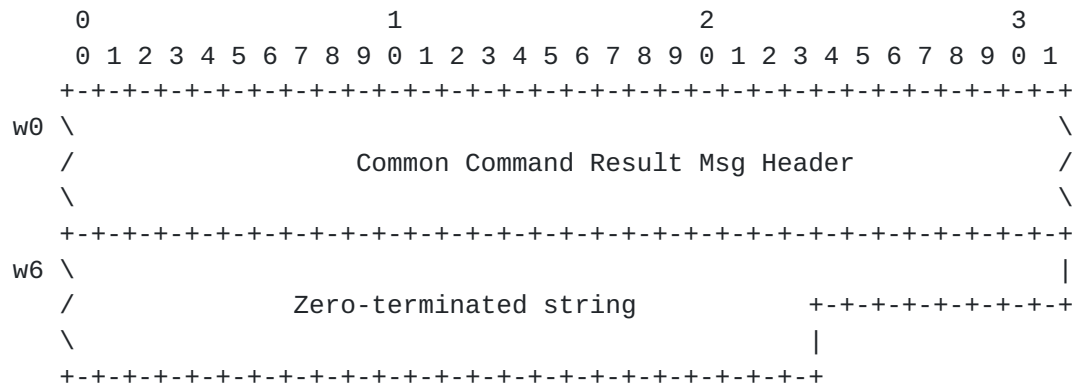 0                   1                   2                   3
     0 1 2 3 4 5 6 7 8 9 0 1 2 3 4 5 6 7 8 9 0 1 2 3 4 5 6 7 8 9 0 1
    +-+-+-+-+-+-+-+-+-+-+-+-+-+-+-+-+-+-+-+-+-+-+-+-+-+-+-+-+-+-+-+-+
w0  \                                                               \
    /                  Common Command Result Msg Header             /
    \                                                               \
    +-+-+-+-+-+-+-+-+-+-+-+-+-+-+-+-+-+-+-+-+-+-+-+-+-+-+-+-+-+-+-+-+
w6  \                                                               |
    /              Zero-terminated string           +-+-+-+-+-+-+-+-+
    \                                               |
    +-+-+-+-+-+-+-+-+-+-+-+-+-+-+-+-+-+-+-+-+-+-+-+-+